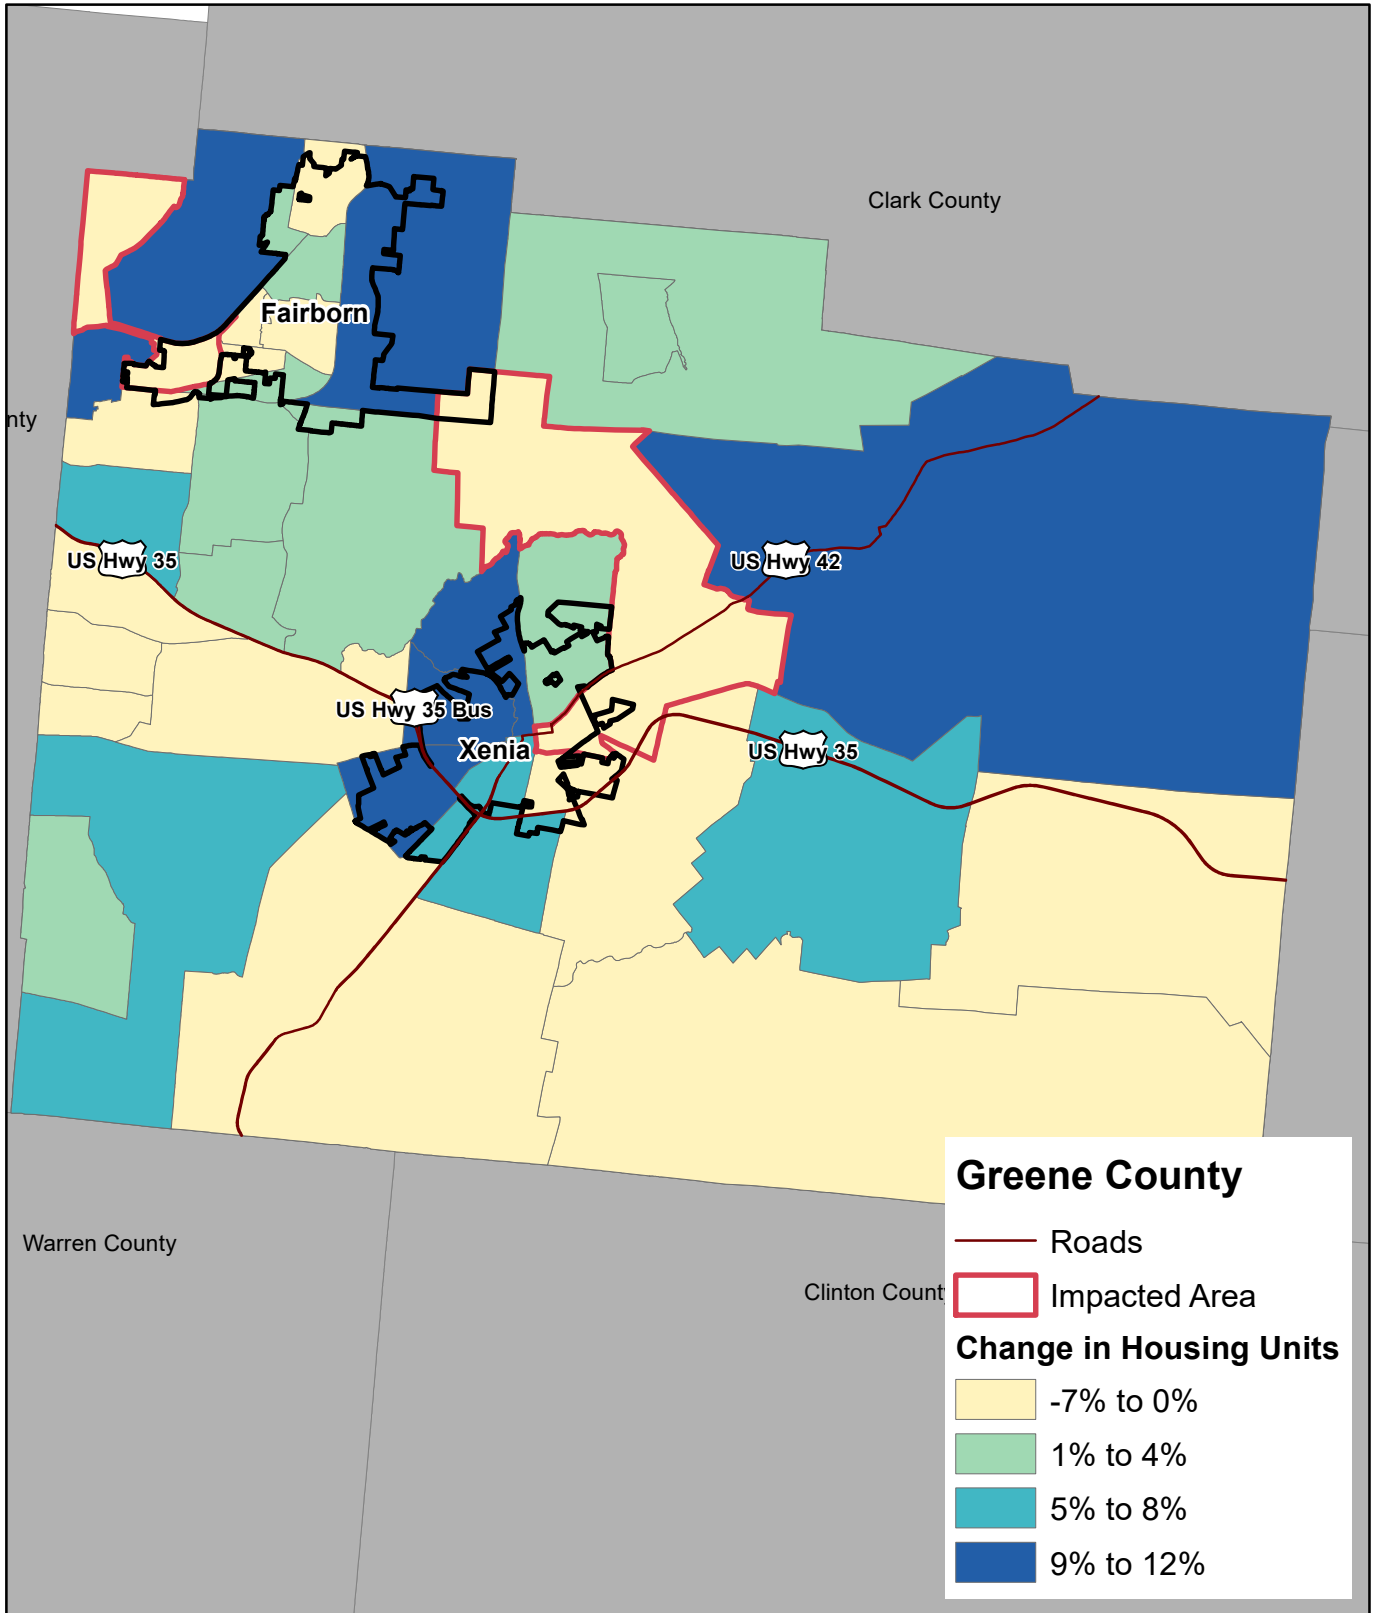 Clark County
Fairborn
nty
US Hwy 35
US Hwy 42
US Hwy 35 Bus
Xenia
US Hwy 35
Warren County
Clinton County
Greene County
Roads
Impacted Area
Change in Housing Units
-7% to 0%
1% to 4%
5% to 8%
9% to 12%